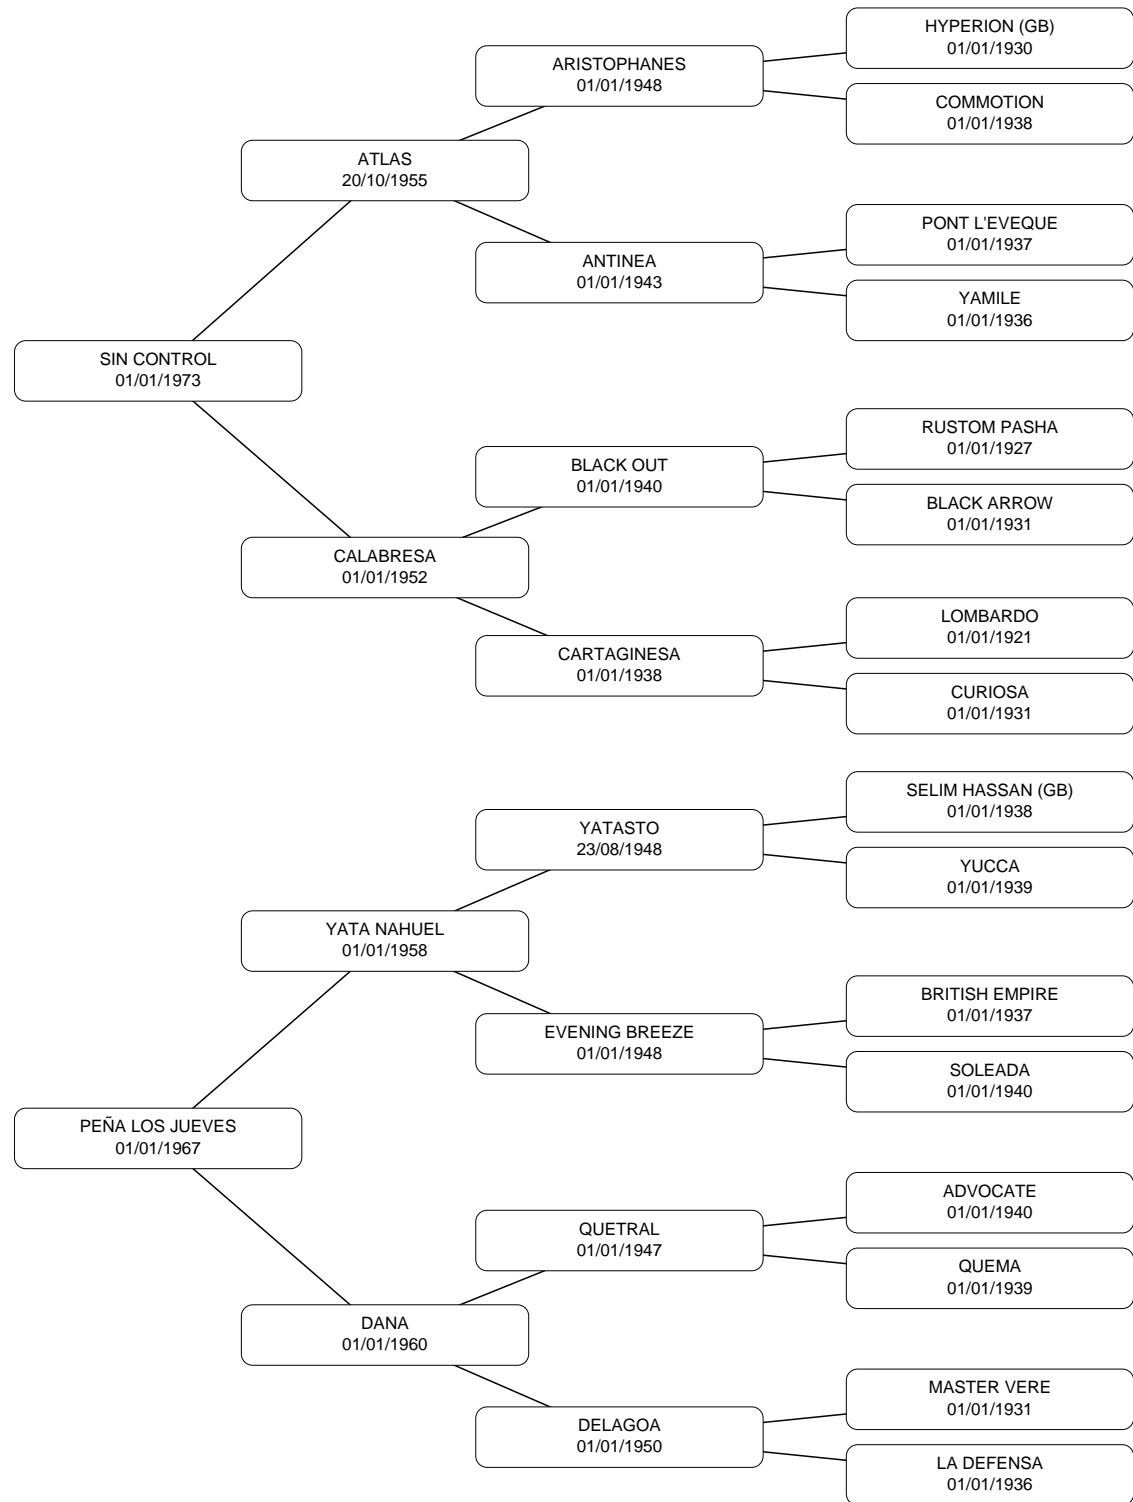 HYPERION (GB)
01/01/1930
ARISTOPHANES
01/01/1948
COMMOTION
01/01/1938
ATLAS
20/10/1955
PONT L'EVEQUE
01/01/1937
ANTINEA
01/01/1943
YAMILE
01/01/1936
SIN CONTROL
01/01/1973
RUSTOM PASHA
01/01/1927
BLACK OUT
01/01/1940
BLACK ARROW
01/01/1931
CALABRESA
01/01/1952
LOMBARDO
01/01/1921
CARTAGINESA
01/01/1938
CURIOSA
01/01/1931
SELIM HASSAN (GB)
01/01/1938
YATASTO
23/08/1948
YUCCA
01/01/1939
YATA NAHUEL
01/01/1958
BRITISH EMPIRE
01/01/1937
EVENING BREEZE
01/01/1948
SOLEADA
01/01/1940
PEÑA LOS JUEVES
01/01/1967
ADVOCATE
01/01/1940
QUETRAL
01/01/1947
QUEMA
01/01/1939
DANA
01/01/1960
MASTER VERE
01/01/1931
DELAGOA
01/01/1950
LA DEFENSA
01/01/1936